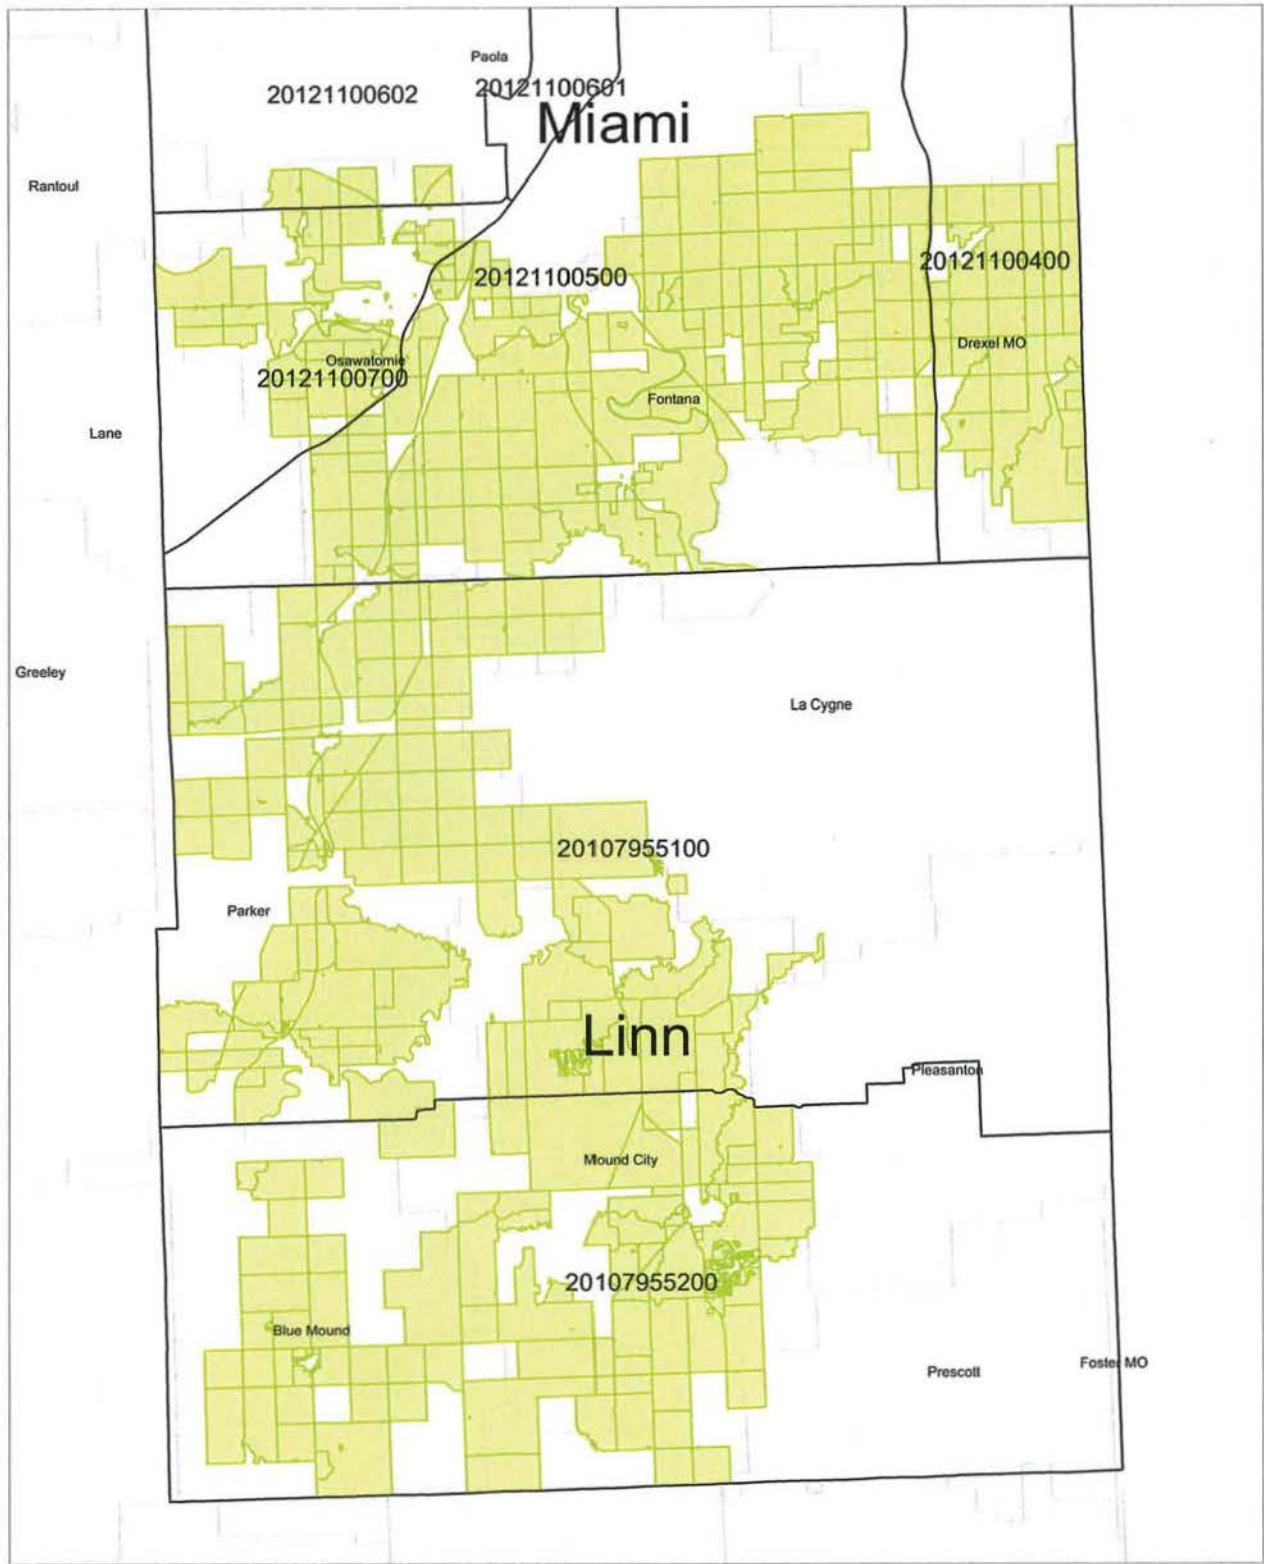 Paola
20121100602
20121100601
Miami
Rantoul
20121100400
20121100500
Drexel MO
Osawatomie
20121100700
Fontana
Lane
Greeley
La Cygne
20107955100
Parker
Linn
Pleasanton
Mound City
20107955200
Blue Mound
Foster MO
Prescott